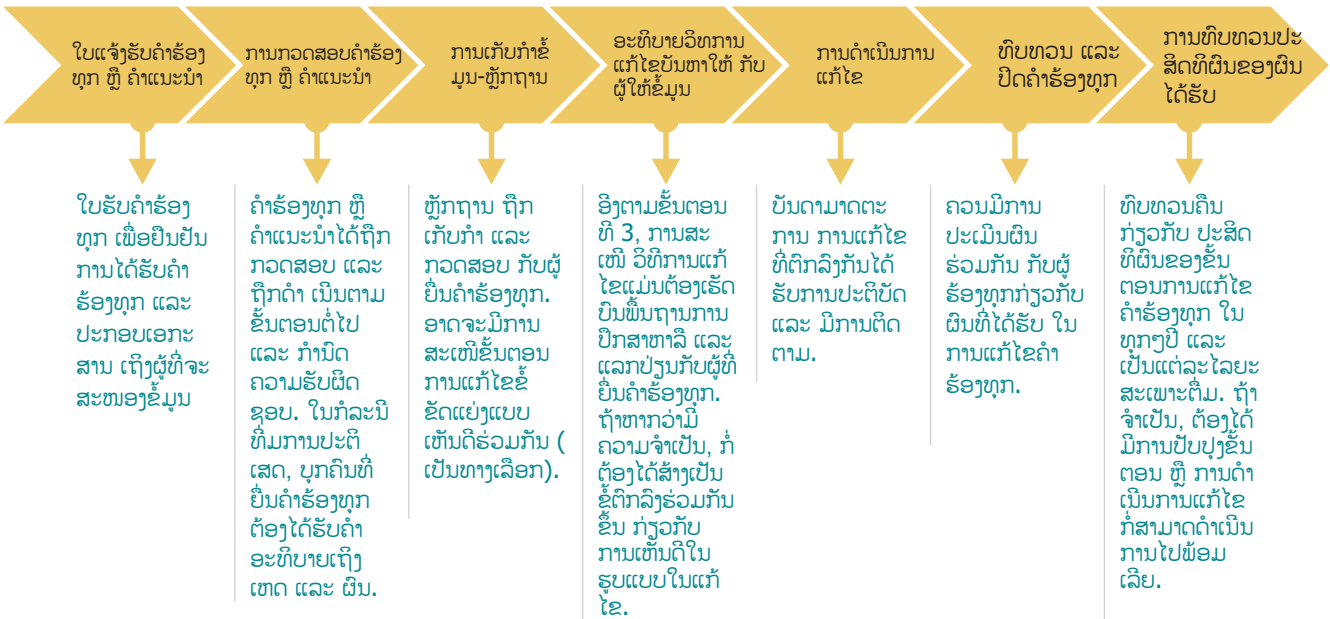 ໃບແຈ້ງຮັບຄຳຮ້ອງ
ທຸກ ຫຼື ຄຳແນະນຳ
ການກວດສອບຄຳຮ້ອງ
ທຸກ ຫຼື ຄຳແນະນຳ
ການເກັບກຳຂໍ້
ມູນ-ຫຼັກຖານ
ອະທິບາຍວິທການ
ແກ້ໄຂບັນຫາໃຫ້ ກັບ
ຜູ້ໃຫ້ຂໍ້ມູນ
ການດຳເນີນການ
ແກ້ໄຂ
ທົບທວນ ແລະ
ປິດຄຳຮ້ອງທຸກ
ການທົບທວນປະ
ສິດທິຜົນຂອງຜົນ
ໄດ້ຮັບ
ໃບຮັບຄຳຮ້ອງ
ທຸກ ເພື່ອຢືນຢັນ
ການໄດ້ຮັບຄຳ
ຮ້ອງທຸກ ແລະ
ປະກອບເອກະ
ສານ ເຖິງຜູ້ທີ່ຈະ
ສະໜອງຂໍ້ມູນ
ຄຳຮ້ອງທຸກ ຫຼື
ຄຳແນະນຳໄດ້ຖືກ
ກວດສອບ ແລະ
ຖືກດຳ ເນີນຕາມ
ຂັ້ນຕອນຕໍ່ໄປ
ແລະ ກຳນົດ
ຄວາມຮັບຜິດ
ຊອບ. ໃນກໍລະນີ
ທີ່ມການປະຕິ
ເສດ, ບຸກຄົນທີ່
ຍື່ນຄຳຮ້ອງທຸກ
ຕ້ອງໄດ້ຮັບຄຳ
ອະທິບາຍເຖິງ
ເຫດ ແລະ ຜົນ.
ຫຼັກຖານ ຖືກ
ເກັບກຳ ແລະ
ກວດສອບ ກັບຜູ້
ຍື່ນຄຳຮ້ອງທຸກ.
ອາດຈະມີການ
ສະເໜີຂັ້ນຕອນ
ການແກ້ໄຂຂໍ້
ຂັດແຍ່ງແບບ
ເຫັນດີຮ່ວມກັນ (
ເປັນທາງເລືອກ).
ອີງຕາມຂັ້ນຕອນ
ທີ 3, ການສະ
ເໜີ ວິທີການແກ້
ໄຂແມ່ນຕ້ອງເຮັດ
ບົນພື້ນຖານການ
ປຶກສາຫາລື ແລະ
ແລກປ່ຽນກັບຜູ້ທີ່
ຍື່ນຄຳຮ້ອງທຸກ.
ຖ້າຫາກວ່າມີ
ຄວາມຈຳເປັນ, ກໍ່
ຕ້ອງໄດ້ສ້າງເປັນ
ຂໍ້ຕົກລົງຮ່ວມກັນ
ຂຶ້ນ ກ່ຽວກັບ
ການເຫັນດີໃນ
ຮູບແບບໃນແກ້
ໄຂ.
ບັນດາມາດຕະ
ການ ການແກ້ໄຂ
ທີ່ຕົກລົງກັນໄດ້
ຮັບການປະຕິບັດ
ແລະ ມີການຕິດ
ຕາມ.
ຄວນມີການ
ປະເມີນຜົນ
ຮ່ວມກັນ ກັບຜູ້
ຮ້ອງທຸກກ່ຽວກັບ
ຜົນທີ່ໄດ້ຮັບ ໃນ
ການແກ້ໄຂຄຳ
ຮ້ອງທຸກ.
ທົບທວນຄືນ
ກ່ຽວກັບ ປະສິດ
ທິຜົນຂອງຂັ້ນ
ຕອນການແກ້ໄຂ
ຄຳຮ້ອງທຸກ ໃນ
ທຸກໆປີ ແລະ
ເປັນແຕ່ລະໄລຍະ
ສະເພາະຕື່ມ. ຖ້າ
ຈຳເປັນ, ຕ້ອງໄດ້
ມີການປັບປຸງຂັ້ນ
ຕອນ ຫຼື ການດຳ
ເນີນການແກ້ໄຂ
ກໍ່ສາມາດດຳເນີນ
ການໄປພ້ອມ
ເລີຍ.